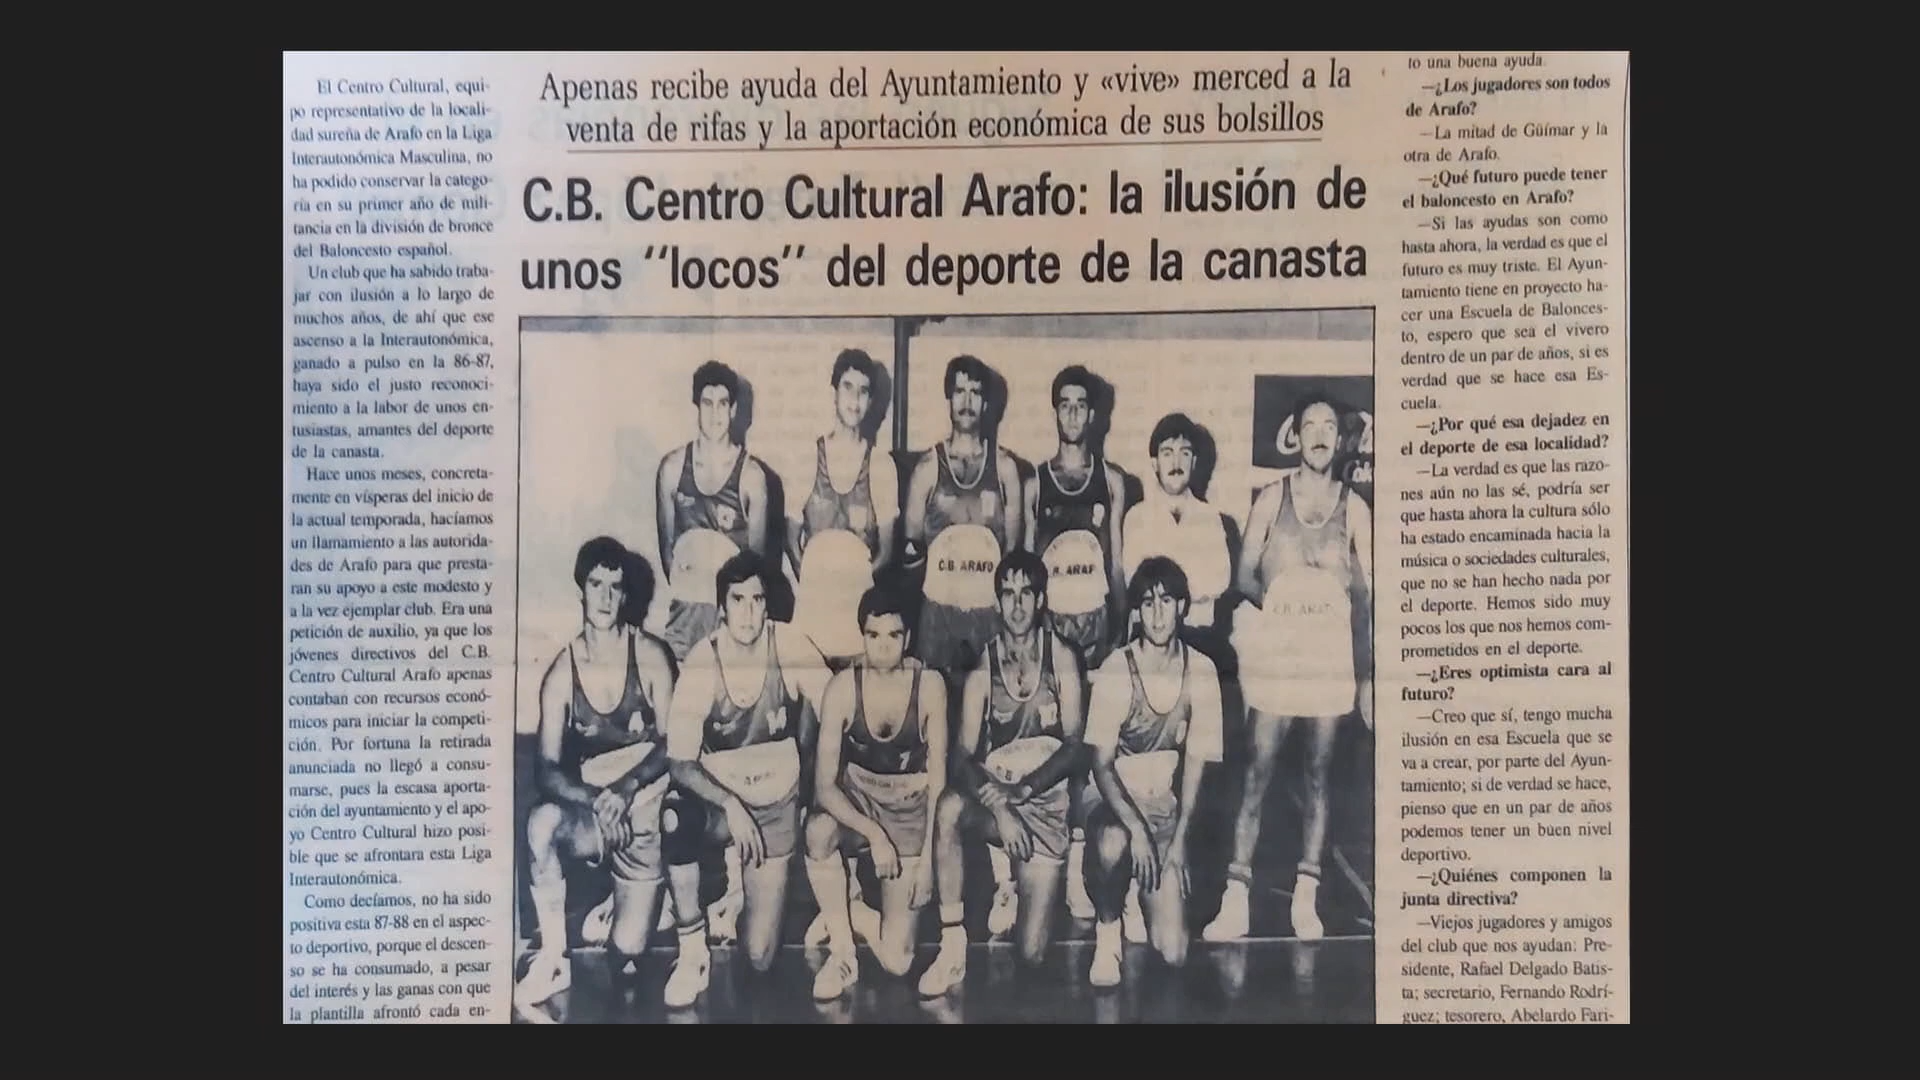 El Centro Cultural, equi-
po representativo de la locali-
dad sureña de Arafo en la Liga
Interautonómica Masculina, no
ha podido conservar la catego-
ría en su primer año de mili-
tancia en la división de bronce
del Baloncesto español.
Un club que ha sabido traba-
jar con ilusión a lo largo de
muchos años, de ahí que ese
ascenso a la Interautonómica,
ganado a pulso en la 86-87,
haya sido el justo reconoci-
miento a la labor de unos en-
tusiastas, amantes del deporte
de la canasta.
Hace unos meses, concreta-
mente en vísperas del inicio de
la actual temporada, hacíamos
un llamamiento a las autorida-
des de Arafo para que presta-
ran su apoyo a este modesto y
a la vez ejemplar club. Era una
petición de auxilio, ya que los
jóvenes directivos del C.B.
Centro Cultural Arafo apenas
contaban con recursos econó-
micos para iniciar la competi-
ción. Por fortuna la retirada
anunciada no llegó a consu-
marse, pues la escasa aporta-
ción del ayuntamiento y el apo-
yo Centro Cultural hizo posi-
ble que se afrontara esta Liga
Interautonómica.
Como decíamos, no ha sido
positiva esta 87-88 en el aspec-
to deportivo, porque el descen-
so se ha consumado, a pesar
del interés y las ganas con que
la plantilla afrontó cada en-
Apenas recibe ayuda del Ayuntamiento y «vive» merced a la
venta de rifas y la aportación económica de sus bolsillos
C.B. Centro Cultural Arafo: la ilusión de
unos "locos" del deporte de la canasta
C.B. ARAFO
ARAF
7
to una buena ayuda.
—¿Los jugadores son todos
de Arafo?
—La mitad de Güímar y la
otra de Arafo.
—¿Qué futuro puede tener
el baloncesto en Arafo?
—Si las ayudas son como
hasta ahora, la verdad es que el
futuro es muy triste. El Ayun-
tamiento tiene en proyecto ha-
cer una Escuela de Balonces-
to, espero que sea el vivero
dentro de un par de años, si es
verdad que se hace esa Es-
cuela.
—¿Por qué esa dejadez en
el deporte de esa localidad?
—La verdad es que las razo-
nes aún no las sé, podría ser
que hasta ahora la cultura sólo
ha estado encaminada hacia la
música o sociedades culturales,
que no se han hecho nada por
el deporte. Hemos sido muy
pocos los que nos hemos com-
prometidos en el deporte.
—¿Eres optimista cara al
futuro?
—Creo que sí, tengo mucha
ilusión en esa Escuela que se
va a crear, por parte del Ayun-
tamiento; si de verdad se hace,
pienso que en un par de años
podemos tener un buen nivel
deportivo.
—¿Quiénes componen la
junta directiva?
—Viejos jugadores y amigos
del club que nos ayudan: Pre-
sidente, Rafael Delgado Batis-
ta; secretario, Fernando Rodrí-
guez; tesorero, Abelardo Fari-